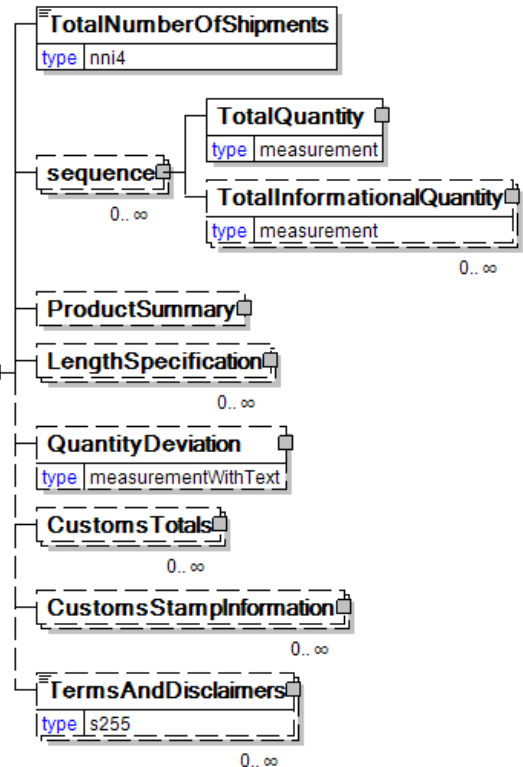 TotalNumberOfShipments
type nni4
TotalQuantity
type measurement
sequence
0.. ∞
TotalInformationalQuantity
type measurement
0.. ∞
ProductSummary
LengthSpecification
0.. ∞
QuantityDeviation
type measurementWithText
CustomsTotals
0.. ∞
CustomsStampInformation
0.. ∞
TermsAndDisclaimers
type s255
0.. ∞